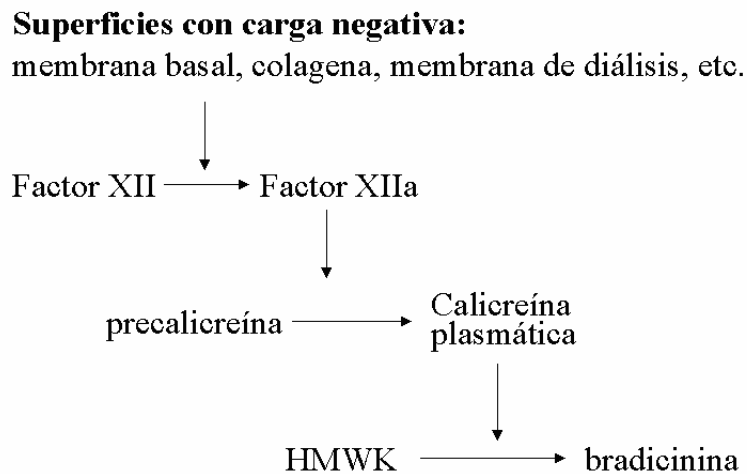 Superficies con carga negativa:
membrana basal, colagena, membrana de diálisis, etc.
Factor XII Factor XIIa
precalicreína Calicreína plasmática
HMWK bradicinina